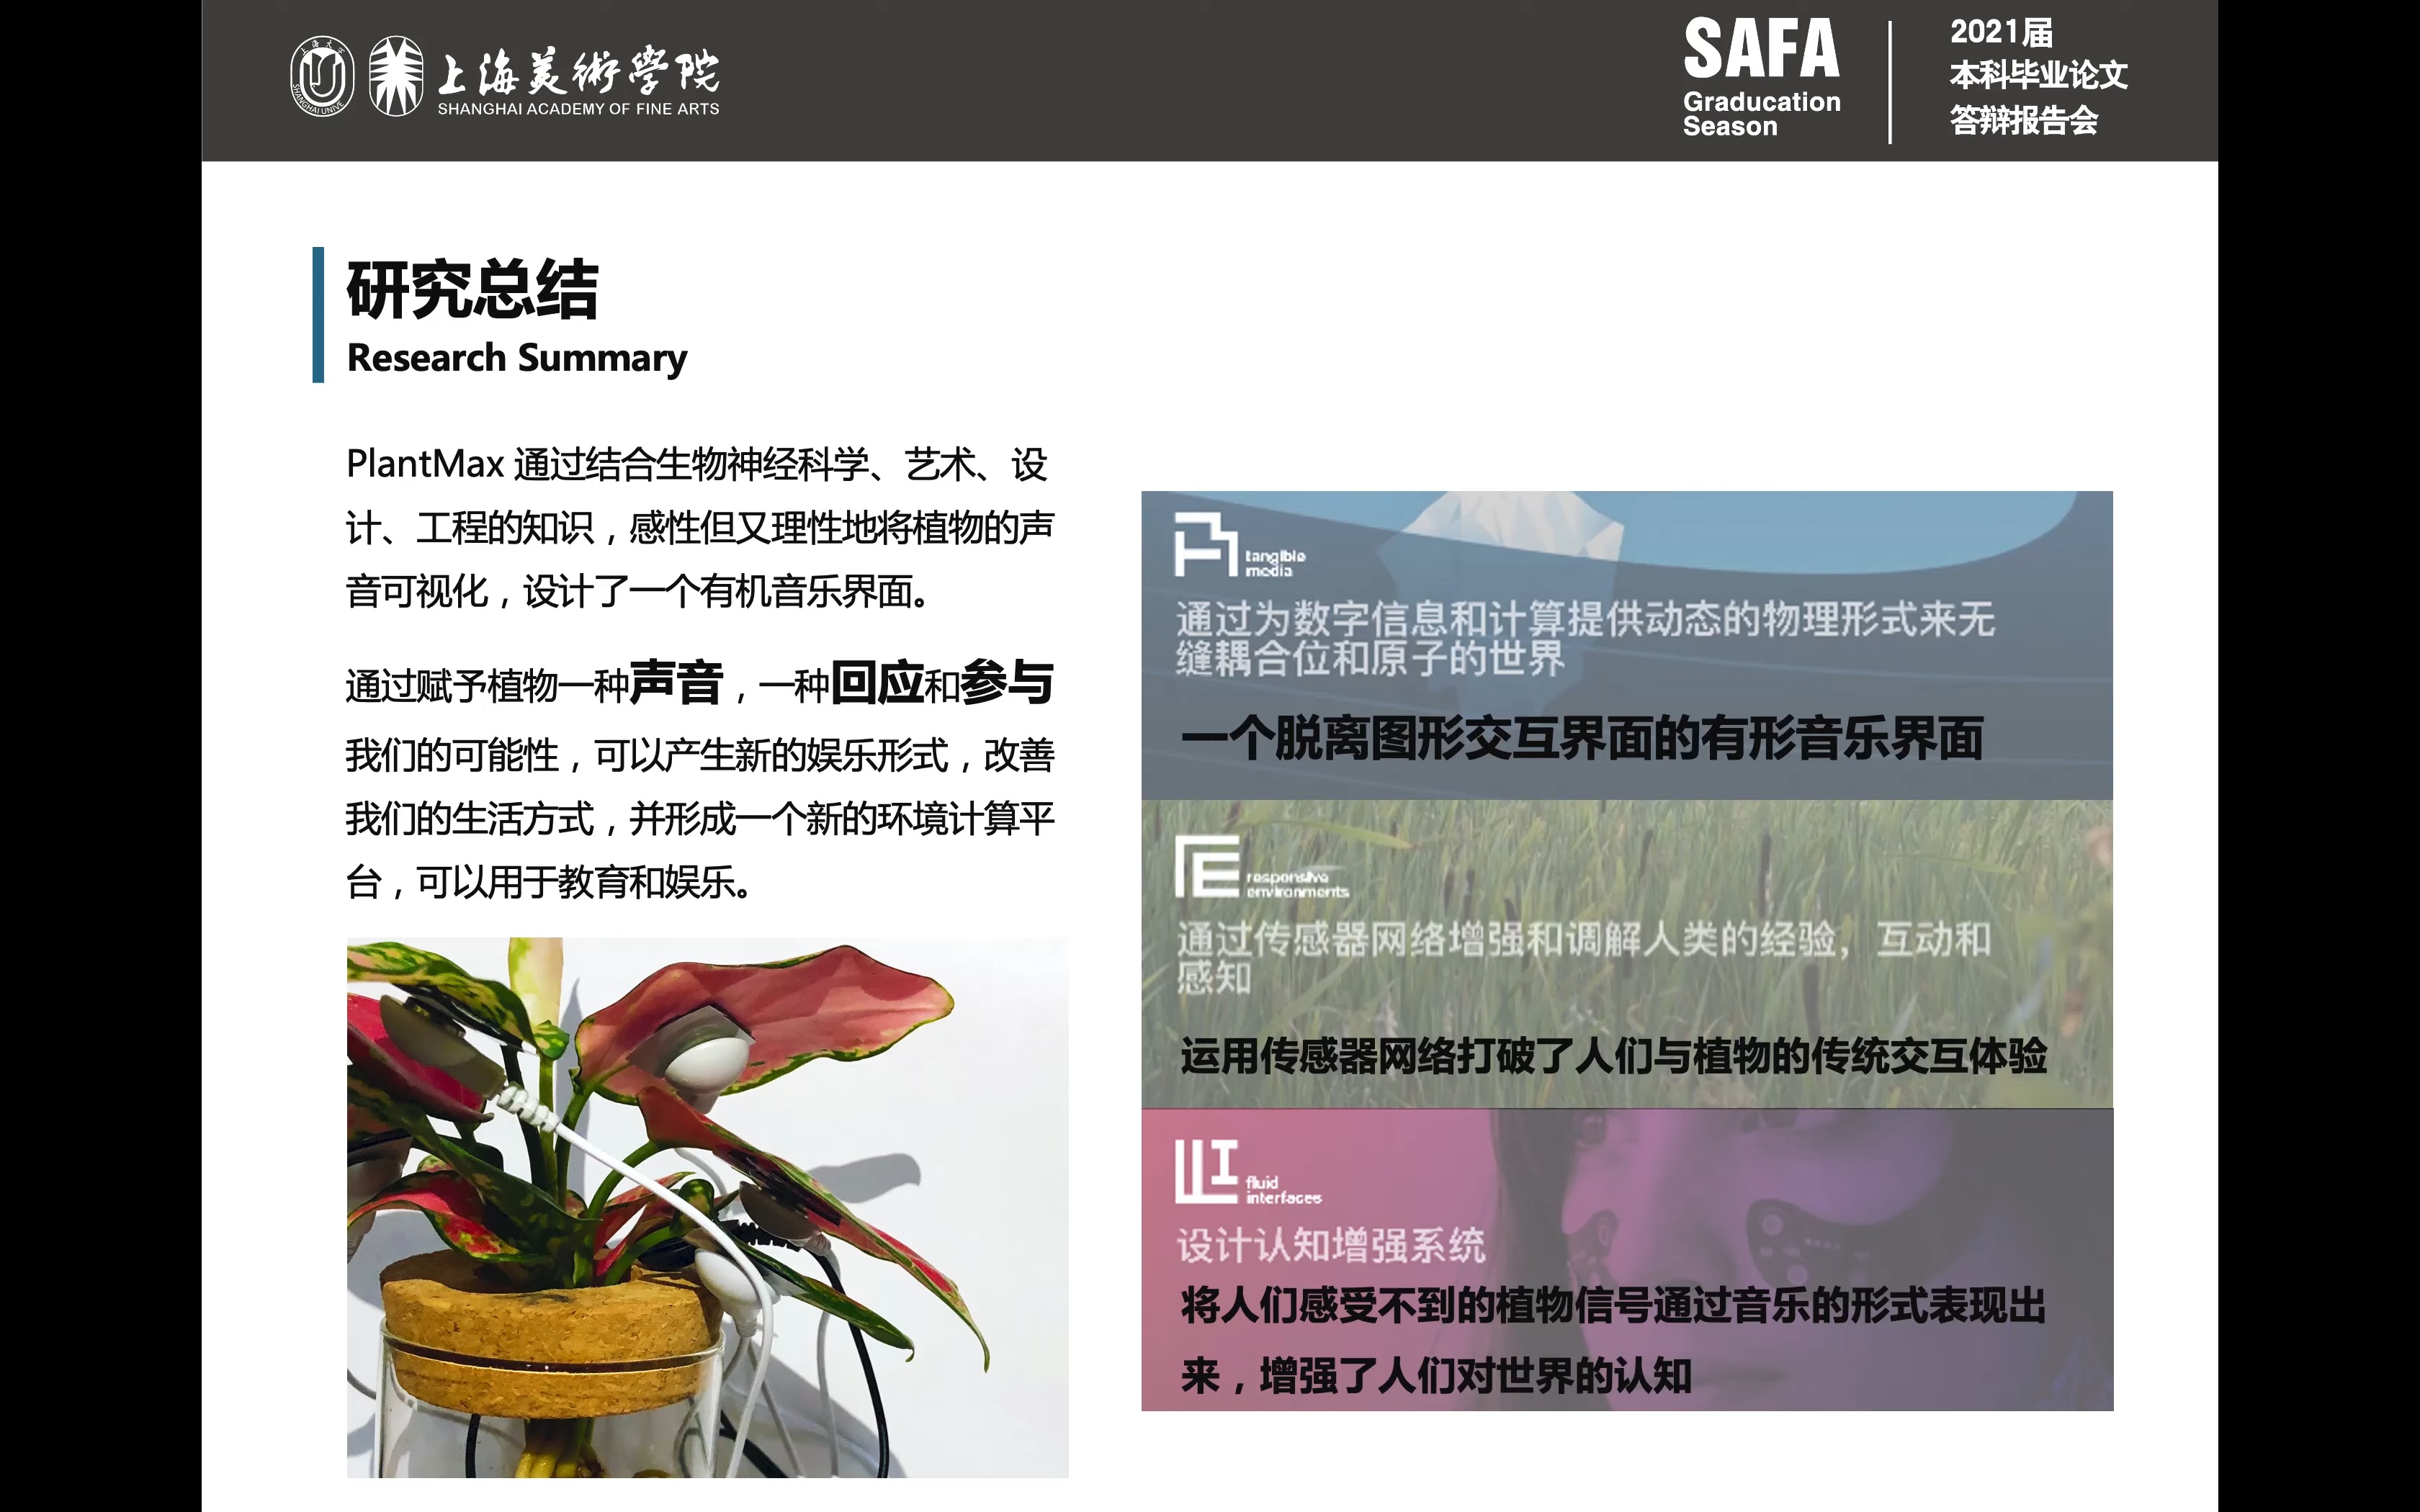 上海美術學院
SHANGHAI ACADEMY OF FINE ARTS
SAFA
Graducation
Season
2021届
本科毕业论文
答辩报告会
研究总结
Research Summary
PlantMax 通过结合生物神经科学、艺术、设
计、工程的知识，感性但又理性地将植物的声
音可视化，设计了一个有机音乐界面。
通过赋予植物一种声音，一种回应和参与
我们的可能性，可以产生新的娱乐形式，改善
我们的生活方式，并形成一个新的环境计算平
台，可以用于教育和娱乐。
tangible
media
通过为数字信息和计算提供动态的物理形式来无
缝耦合位和原子的世界
一个脱离图形交互界面的有形音乐界面
responsive
environments
通过传感器网络增强和调解人类的经验，互动和
感知
运用传感器网络打破了人们与植物的传统交互体验
fluid
interfaces
设计认知增强系统
将人们感受不到的植物信号通过音乐的形式表现出
来，增强了人们对世界的认知